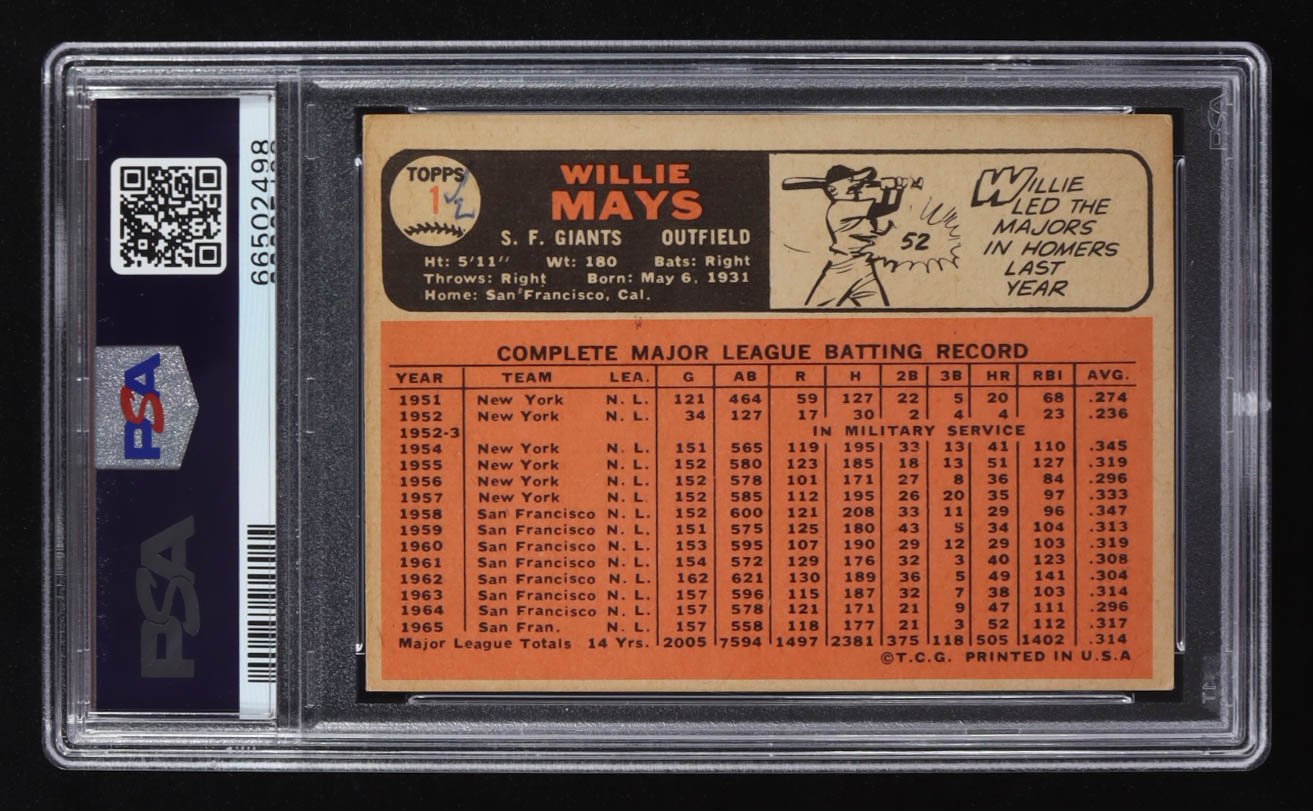 66502498
PSA
PSA
TOPPS
1
WILLIE
MAYS
S. F. GIANTS OUTFIELD
Ht: 5'11" Wt: 180 Bats: Right
Throws: Right Born: May 6, 1931
Home: San Francisco, Cal.
52
WILLIE
LED THE
MAJORS
IN HOMERS
LAST
YEAR
COMPLETE MAJOR LEAGUE BATTING RECORD
YEAR TEAM LEA. G AB R H 2B 3B HR RBI AVG.
1951 New York N. L. 121 464 59 127 22 5 20 68 .274
1952 New York N. L. 34 127 17 30 2 4 4 23 .236
1952-3 IN MILITARY SERVICE
1954 New York N. L. 151 565 119 195 33 13 41 110 .345
1955 New York N. L. 152 580 123 185 18 13 51 127 .319
1956 New York N. L. 152 578 101 171 27 8 36 84 .296
1957 New York N. L. 152 585 112 195 26 20 35 97 .333
1958 San Francisco N. L. 152 600 121 208 33 11 29 96 .347
1959 San Francisco N. L. 151 575 125 180 43 5 34 104 .313
1960 San Francisco N. L. 153 595 107 190 29 12 29 103 .319
1961 San Francisco N. L. 154 572 129 176 32 3 40 123 .308
1962 San Francisco N. L. 162 621 130 189 36 5 49 141 .304
1963 San Francisco N. L. 157 596 115 187 32 7 38 103 .314
1964 San Francisco N. L. 157 578 121 171 21 9 47 111 .296
1965 San Fran. N. L. 157 558 118 177 21 3 52 112 .317
Major League Totals 14 Yrs. 2005 7594 1497 2381 375 118 505 1402 .314
©T.C.G. PRINTED IN U.S.A
PSA